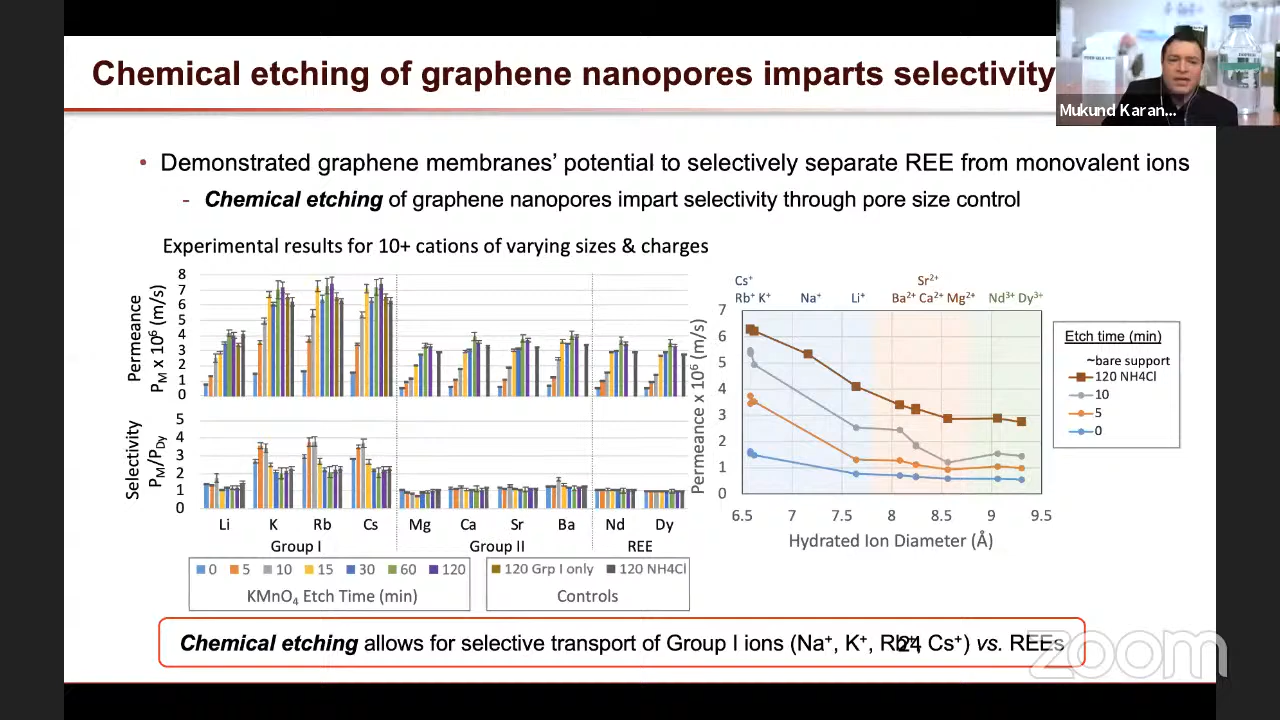 Chemical etching of graphene nanopores imparts selectivity
Mukund Karan...
• Demonstrated graphene membranes' potential to selectively separate REE from monovalent ions
- Chemical etching of graphene nanopores impart selectivity through pore size control
Experimental results for 10+ cations of varying sizes & charges
Permeance
P_M x 10⁶ (m/s)
8
7
6
5
4
3
2
1
0
Selectivity
P_M/P_Dy
5
4
3
2
1
0
Li K Rb Cs Mg Ca Sr Ba Nd Dy
Group I Group II REE
0 5 10 15 30 60 120
KMnO₄ Etch Time (min)
120 Grp I only 120 NH4Cl
Controls
Cs⁺ Sr²⁺
Rb⁺ K⁺ Na⁺ Li⁺ Ba²⁺ Ca²⁺ Mg²⁺ Nd³⁺ Dy³⁺
Permeance x 10⁶ (m/s)
7
6
5
4
3
2
1
0
6.5 7 7.5 8 8.5 9 9.5
Hydrated Ion Diameter (Å)
Etch time (min)
~bare support
120 NH4Cl
10
5
0
Chemical etching allows for selective transport of Group I ions (Na⁺, K⁺, Rb⁺, Cs⁺) vs. REEs
24
zoom